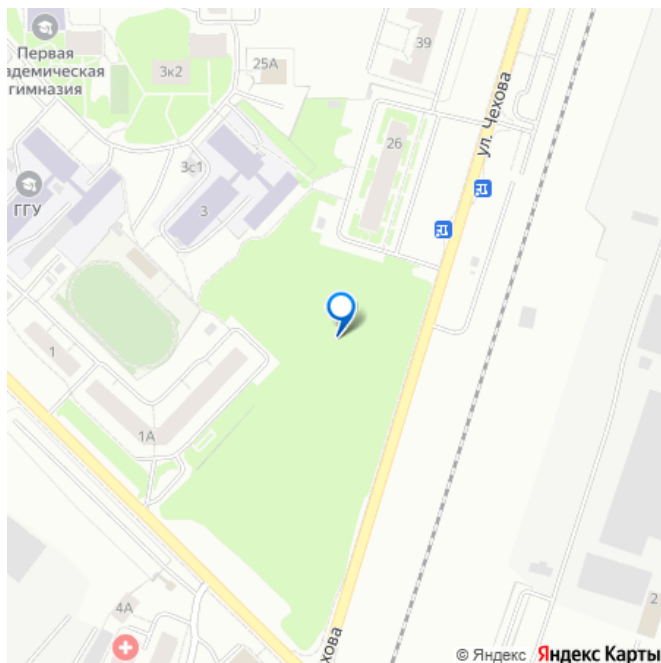 Первая
адемическая
гимназия
3к2
25А
39
ул. Чехова
26
3с1
3
ГГУ
1
1А
4А
2
хова
© Яндекс Яндекс Карты